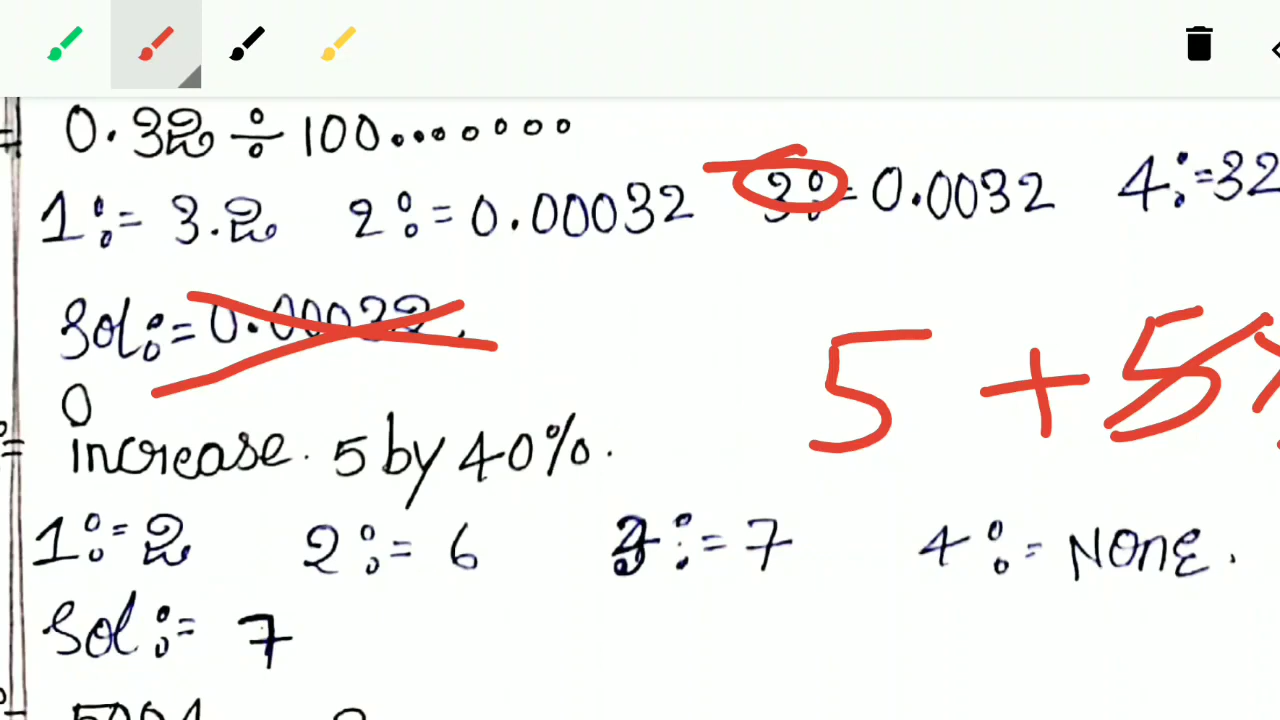 0.32 ÷ 100.......
1:= 3.2 2:= 0.00032 3:= 0.0032 4:= 32
Sol:= 0.00032.
5 + 5
0
increase. 5 by 40%.
1:= 2 2:= 6 3:= 7 4:= NONE.
Sol:= 7